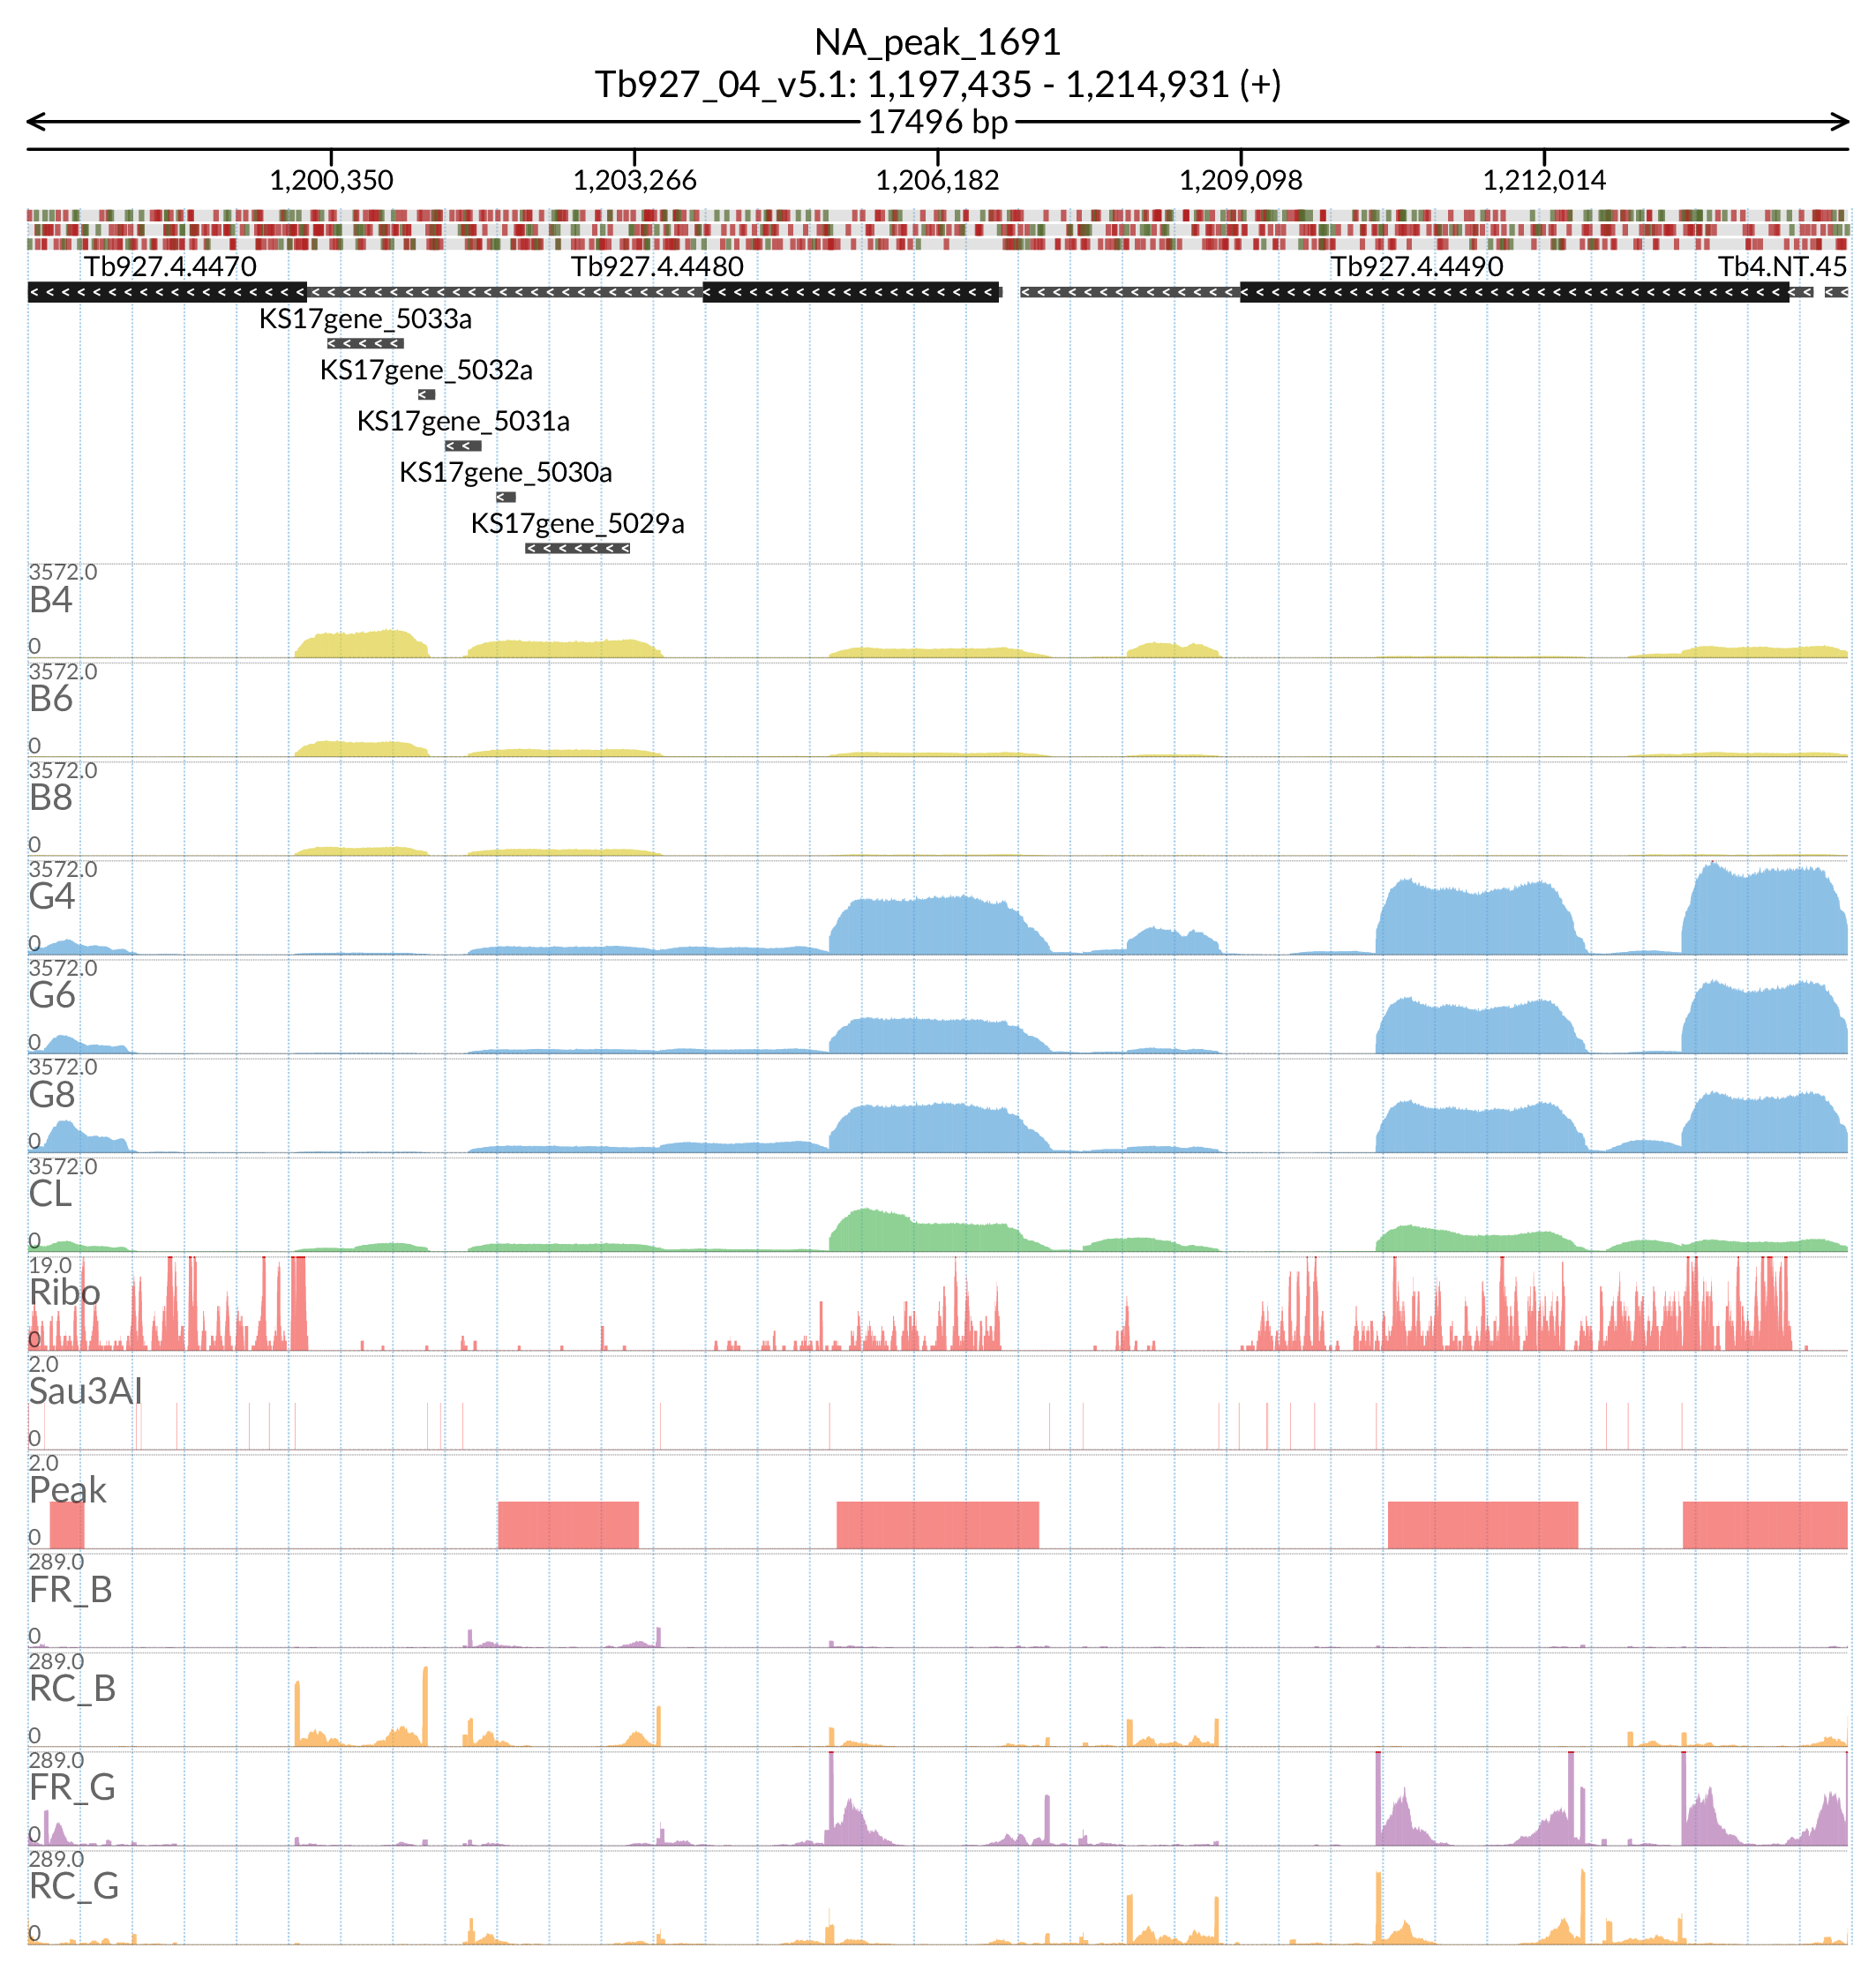 NA_peak_1691
Tb927_04_v5.1: 1,197,435 - 1,214,931 (+)
17496 bp
1,200,350 1,203,266 1,206,182 1,209,098 1,212,014
Tb927.4.4470 Tb927.4.4480 Tb927.4.4490 Tb4.NT.45
KS17gene_5033a
KS17gene_5032a
KS17gene_5031a
KS17gene_5030a
KS17gene_5029a
3572.0
B4
0
3572.0
B6
0
3572.0
B8
0
3572.0
G4
0
3572.0
G6
0
3572.0
G8
0
3572.0
CL
0
19.0
Ribo
0
2.0
Sau3AI
0
2.0
Peak
0
289.0
FR_B
0
289.0
RC_B
0
289.0
FR_G
0
289.0
RC_G
0